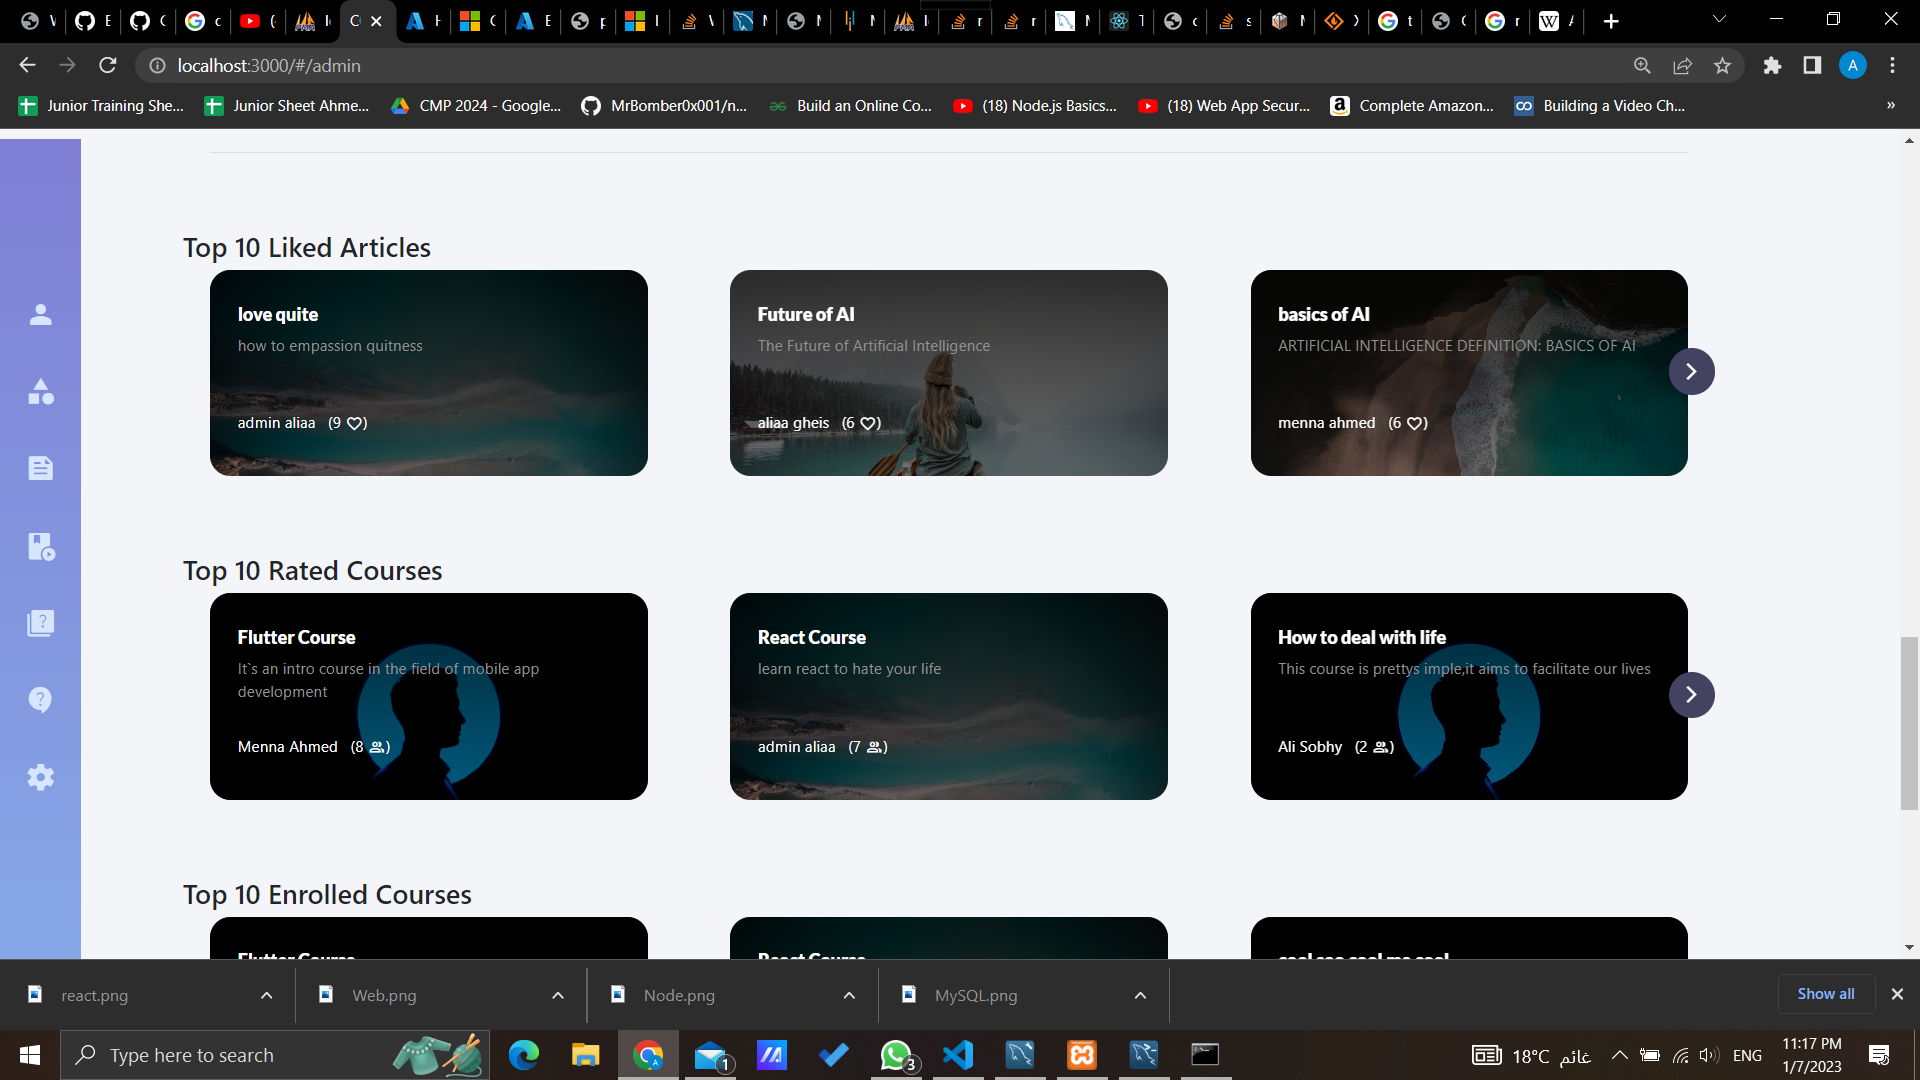 localhost:3000/#/admin
A
Junior Training She...
Junior Sheet Ahme...
CMP 2024 - Google...
MrBomber0x001/n...
Build an Online Co...
(18) Node.js Basics...
(18) Web App Secur...
Complete Amazon...
Building a Video Ch...
»
Top 10 Liked Articles
love quite
how to empassion quitness
admin aliaa (9)
Future of AI
The Future of Artificial Intelligence
aliaa gheis (6)
basics of AI
ARTIFICIAL INTELLIGENCE DEFINITION: BASICS OF AI
menna ahmed (6)
Top 10 Rated Courses
Flutter Course
It`s an intro course in the field of mobile app
development
Menna Ahmed (8)
React Course
learn react to hate your life
admin aliaa (7)
How to deal with life
This course is prettys imple,it aims to facilitate our lives
Ali Sobhy (2)
Top 10 Enrolled Courses
Flutter Course
React Course
react.png
Web.png
Node.png
MySQL.png
Show all
Type here to search
1
3
18°C غائم
ENG
11:17 PM
1/7/2023